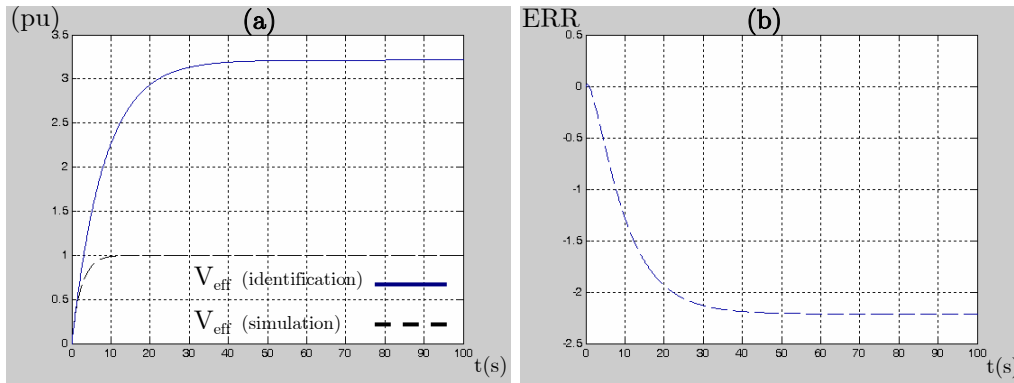 (pu)
(a)
3.5
3
2.5
2
1.5
1
0.5
0
V_eff (identification)
V_eff (simulation)
0 10 20 30 40 50 60 70 80 90 100
t(s)
ERR
(b)
0.5
0
-0.5
-1
-1.5
-2
-2.5
0 10 20 30 40 50 60 70 80 90 100
t(s)